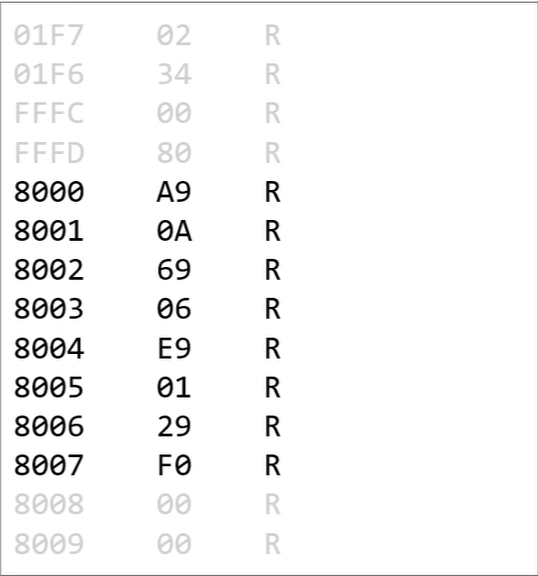 01F7 02 R
01F6 34 R
FFFC 00 R
FFFD 80 R
8000 A9 R
8001 0A R
8002 69 R
8003 06 R
8004 E9 R
8005 01 R
8006 29 R
8007 F0 R
8008 00 R
8009 00 R